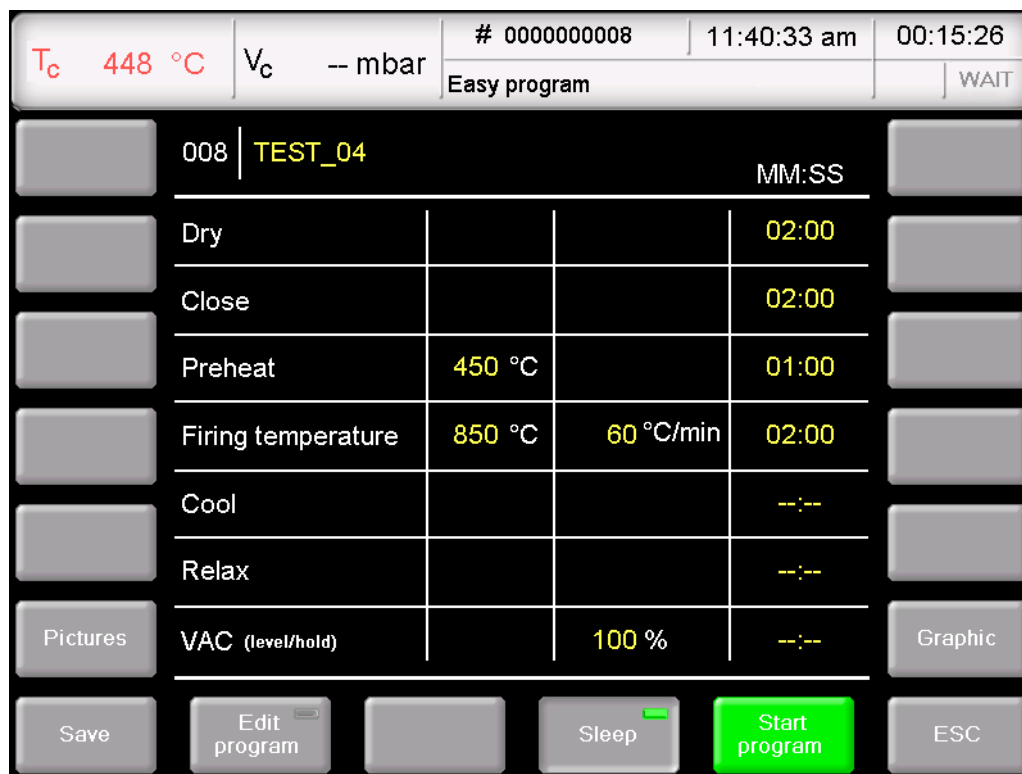 Tc 448 °C
Vc -- mbar
# 0000000008
11:40:33 am
00:15:26
Easy program
WAIT
008 TEST_04
MM:SS
Dry 02:00
Close 02:00
Preheat 450 °C 01:00
Firing temperature 850 °C 60 °C/min 02:00
Cool --:--
Relax --:--
Pictures
VAC (level/hold) 100 % --:--
Graphic
Save
Edit
program
Sleep
Start
program
ESC